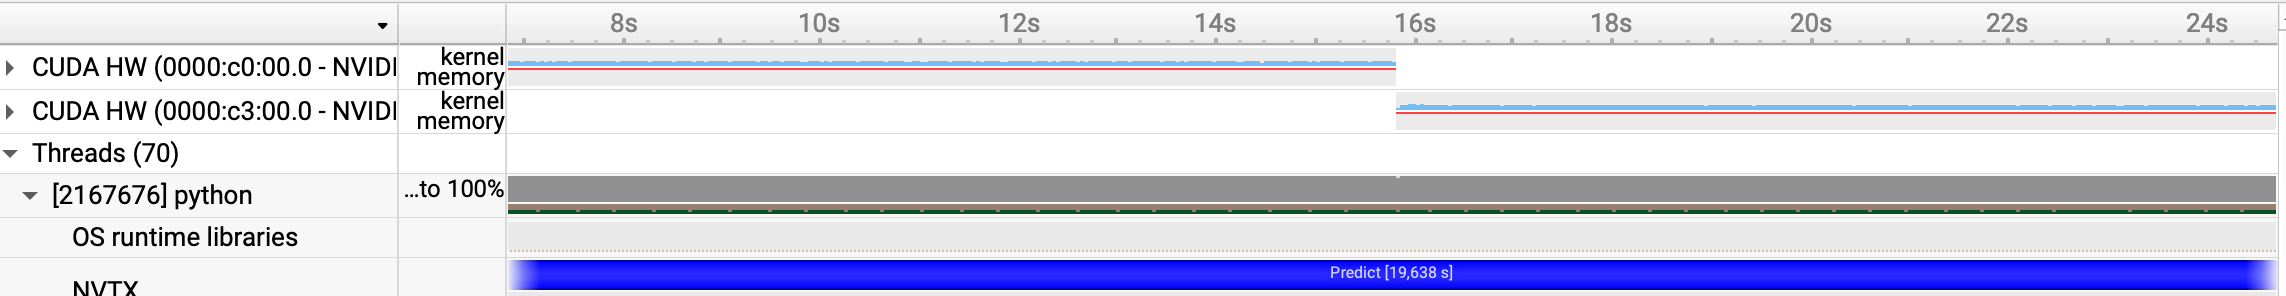 8s 10s 12s 14s 16s 18s 20s 22s 24s
CUDA HW (0000:c0:00.0 - NVIDI
kernel
memory
CUDA HW (0000:c3:00.0 - NVIDI
kernel
memory
Threads (70)
[2167676] python
...to 100%
OS runtime libraries
NVTX
Predict [19,638 s]